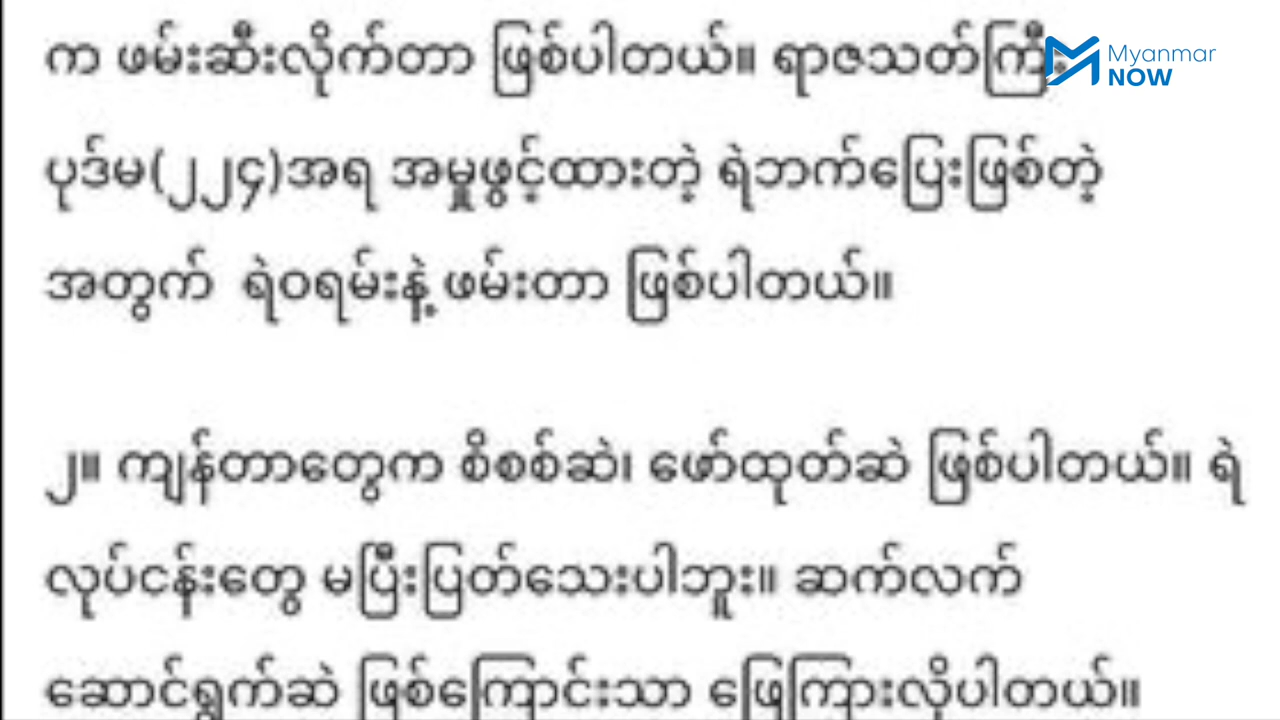 က ဖမ်းဆီးလိုက်တာ ဖြစ်ပါတယ်။ ရာဇသတ်ကြီး
Myanmar
NOW
ပုဒ်မ(၂၂၄)အရ အမှုဖွင့်ထားတဲ့ ရဲဘက်ပြေးဖြစ်တဲ့
အတွက် ရဲဝရမ်းနဲ့ ဖမ်းတာ ဖြစ်ပါတယ်။
၂။ ကျန်တာတွေက စိစစ်ဆဲ၊ ဖော်ထုတ်ဆဲ ဖြစ်ပါတယ်။ ရဲ
လုပ်ငန်းတွေ မပြီးပြတ်သေးပါဘူး။ ဆက်လက်
ဆောင်ရွက်ဆဲ ဖြစ်ကြောင်းသာ ဖြေကြားလိုပါတယ်။